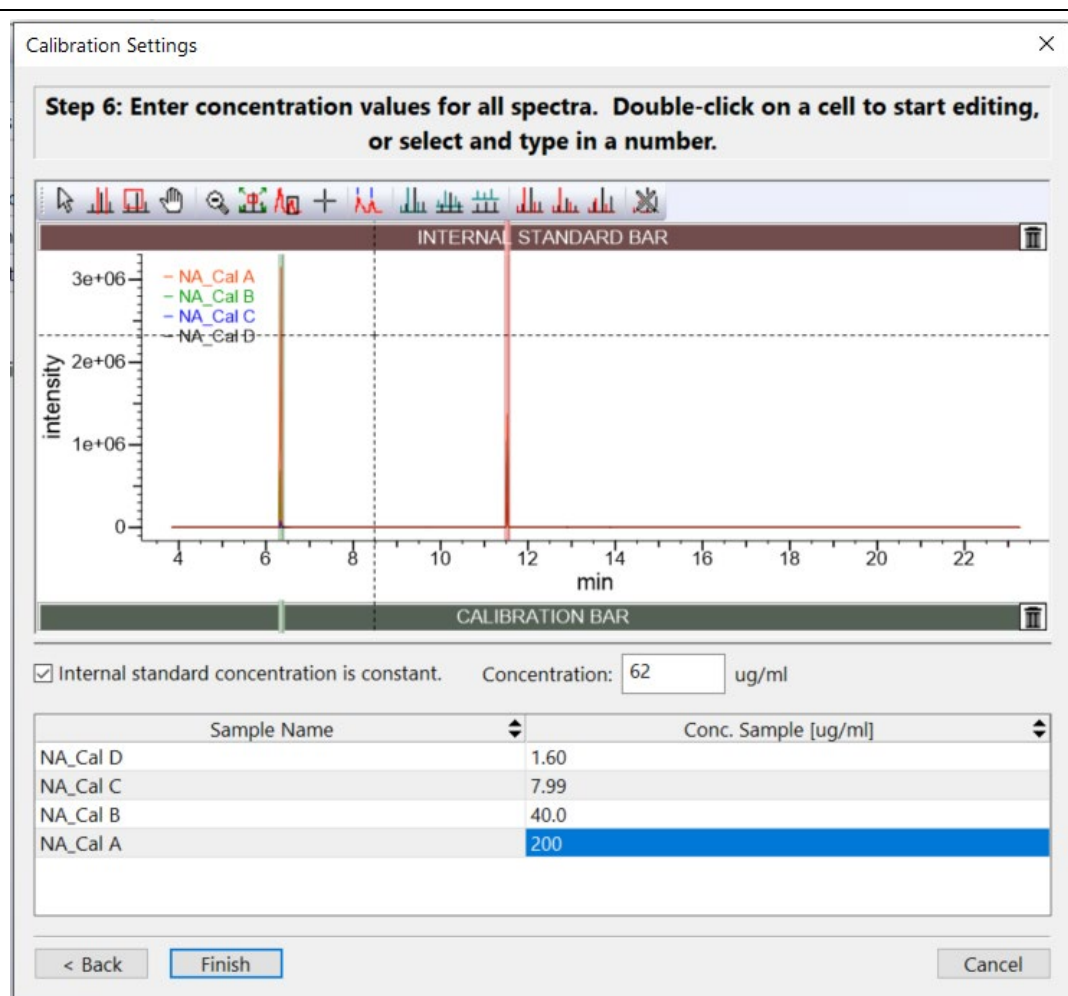 Calibration Settings
Step 6: Enter concentration values for all spectra. Double-click on a cell to start editing,
or select and type in a number.
INTERNAL STANDARD BAR
3e+06
2e+06
1e+06
0
intensity
NA_Cal A
NA_Cal B
NA_Cal C
NA_Cal D
4 6 8 10 12 14 16 18 20 22
min
CALIBRATION BAR
Internal standard concentration is constant. Concentration: 62 ug/ml
Sample Name Conc. Sample [ug/ml]
NA_Cal D 1.60
NA_Cal C 7.99
NA_Cal B 40.0
NA_Cal A 200
< Back Finish Cancel